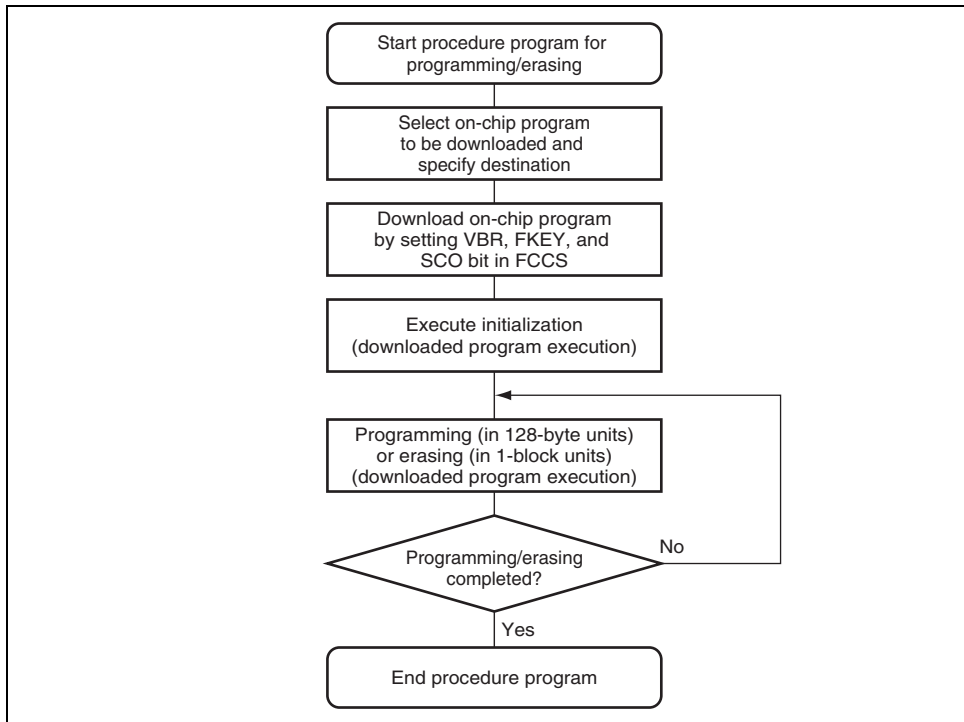 Start procedure program for
programming/erasing
Select on-chip program
to be downloaded and
specify destination
Download on-chip program
by setting VBR, FKEY, and
SCO bit in FCCS
Execute initialization
(downloaded program execution)
Programming (in 128-byte units)
or erasing (in 1-block units)
(downloaded program execution)
Programming/erasing
completed?
No
Yes
End procedure program